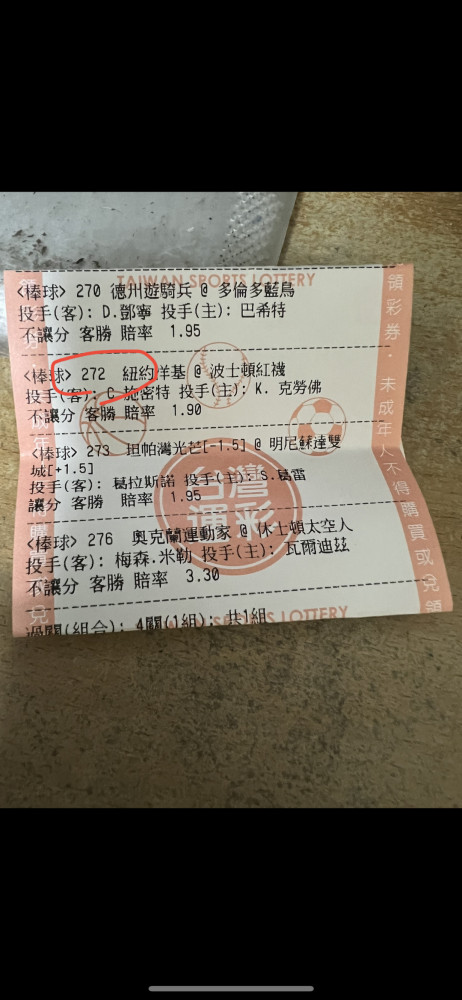 TAIWAN SPORTS LOTTERY
<棒球> 270 德州遊騎兵 @ 多倫多藍鳥
投手(客): D.鄧寧 投手(主): 巴希特
不讓分 客勝 賠率 1.95
<棒球> 272 紐約洋基 @ 波士頓紅襪
投手(客): C 施密特 投手(主): K. 克勞佛
不讓分 客勝 賠率 1.90
<棒球> 273 坦帕灣光芒[-1.5] @ 明尼蘇達雙
城[+1.5]
投手(客): 葛拉斯諾 投手(主): S.葛雷
讓分 客勝 賠率 1.95
台灣
運彩
<棒球> 276 奧克蘭運動家 @ 休士頓太空人
投手(客): 梅森.米勒 投手(主): 瓦爾迪玆
不讓分 客勝 賠率 3.30
過關(組合): 4關(1組): 共1組
SPORTS LOTTERY
領彩券．未成年人不得購買或兌領